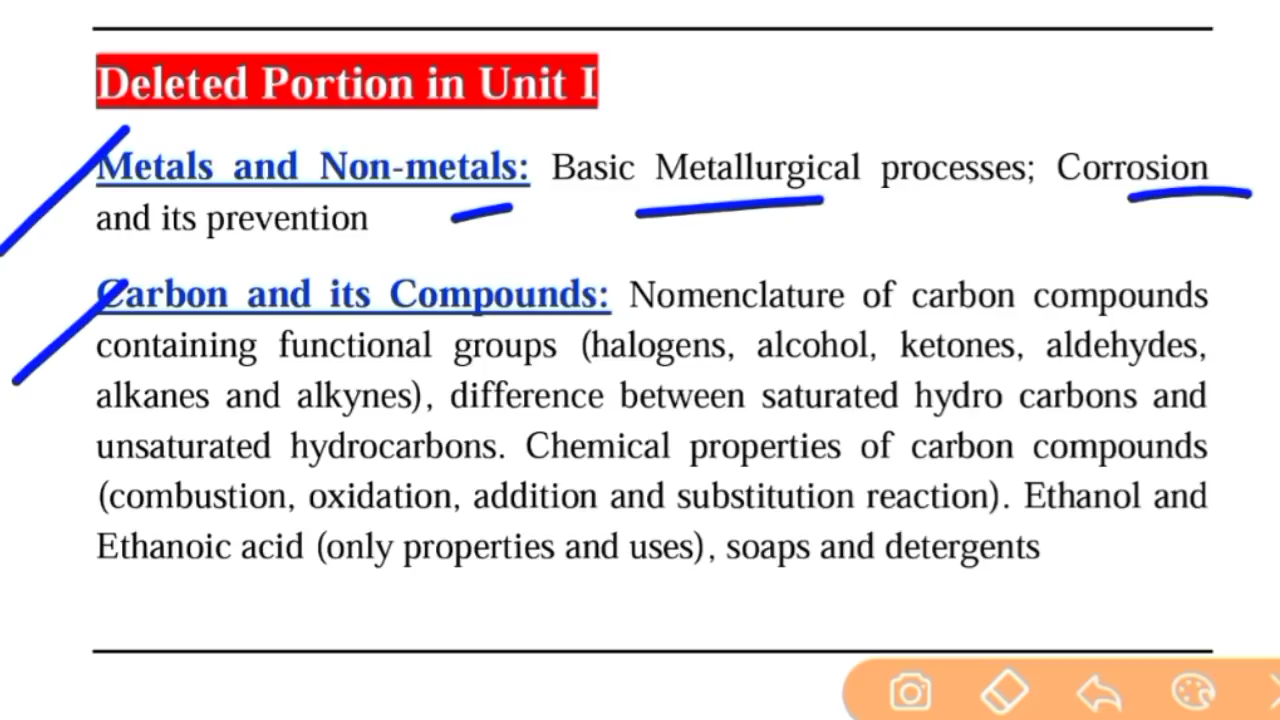 Deleted Portion in Unit I
Metals and Non-metals: Basic Metallurgical processes; Corrosion
and its prevention
Carbon and its Compounds: Nomenclature of carbon compounds
containing functional groups (halogens, alcohol, ketones, aldehydes,
alkanes and alkynes), difference between saturated hydro carbons and
unsaturated hydrocarbons. Chemical properties of carbon compounds
(combustion, oxidation, addition and substitution reaction). Ethanol and
Ethanoic acid (only properties and uses), soaps and detergents